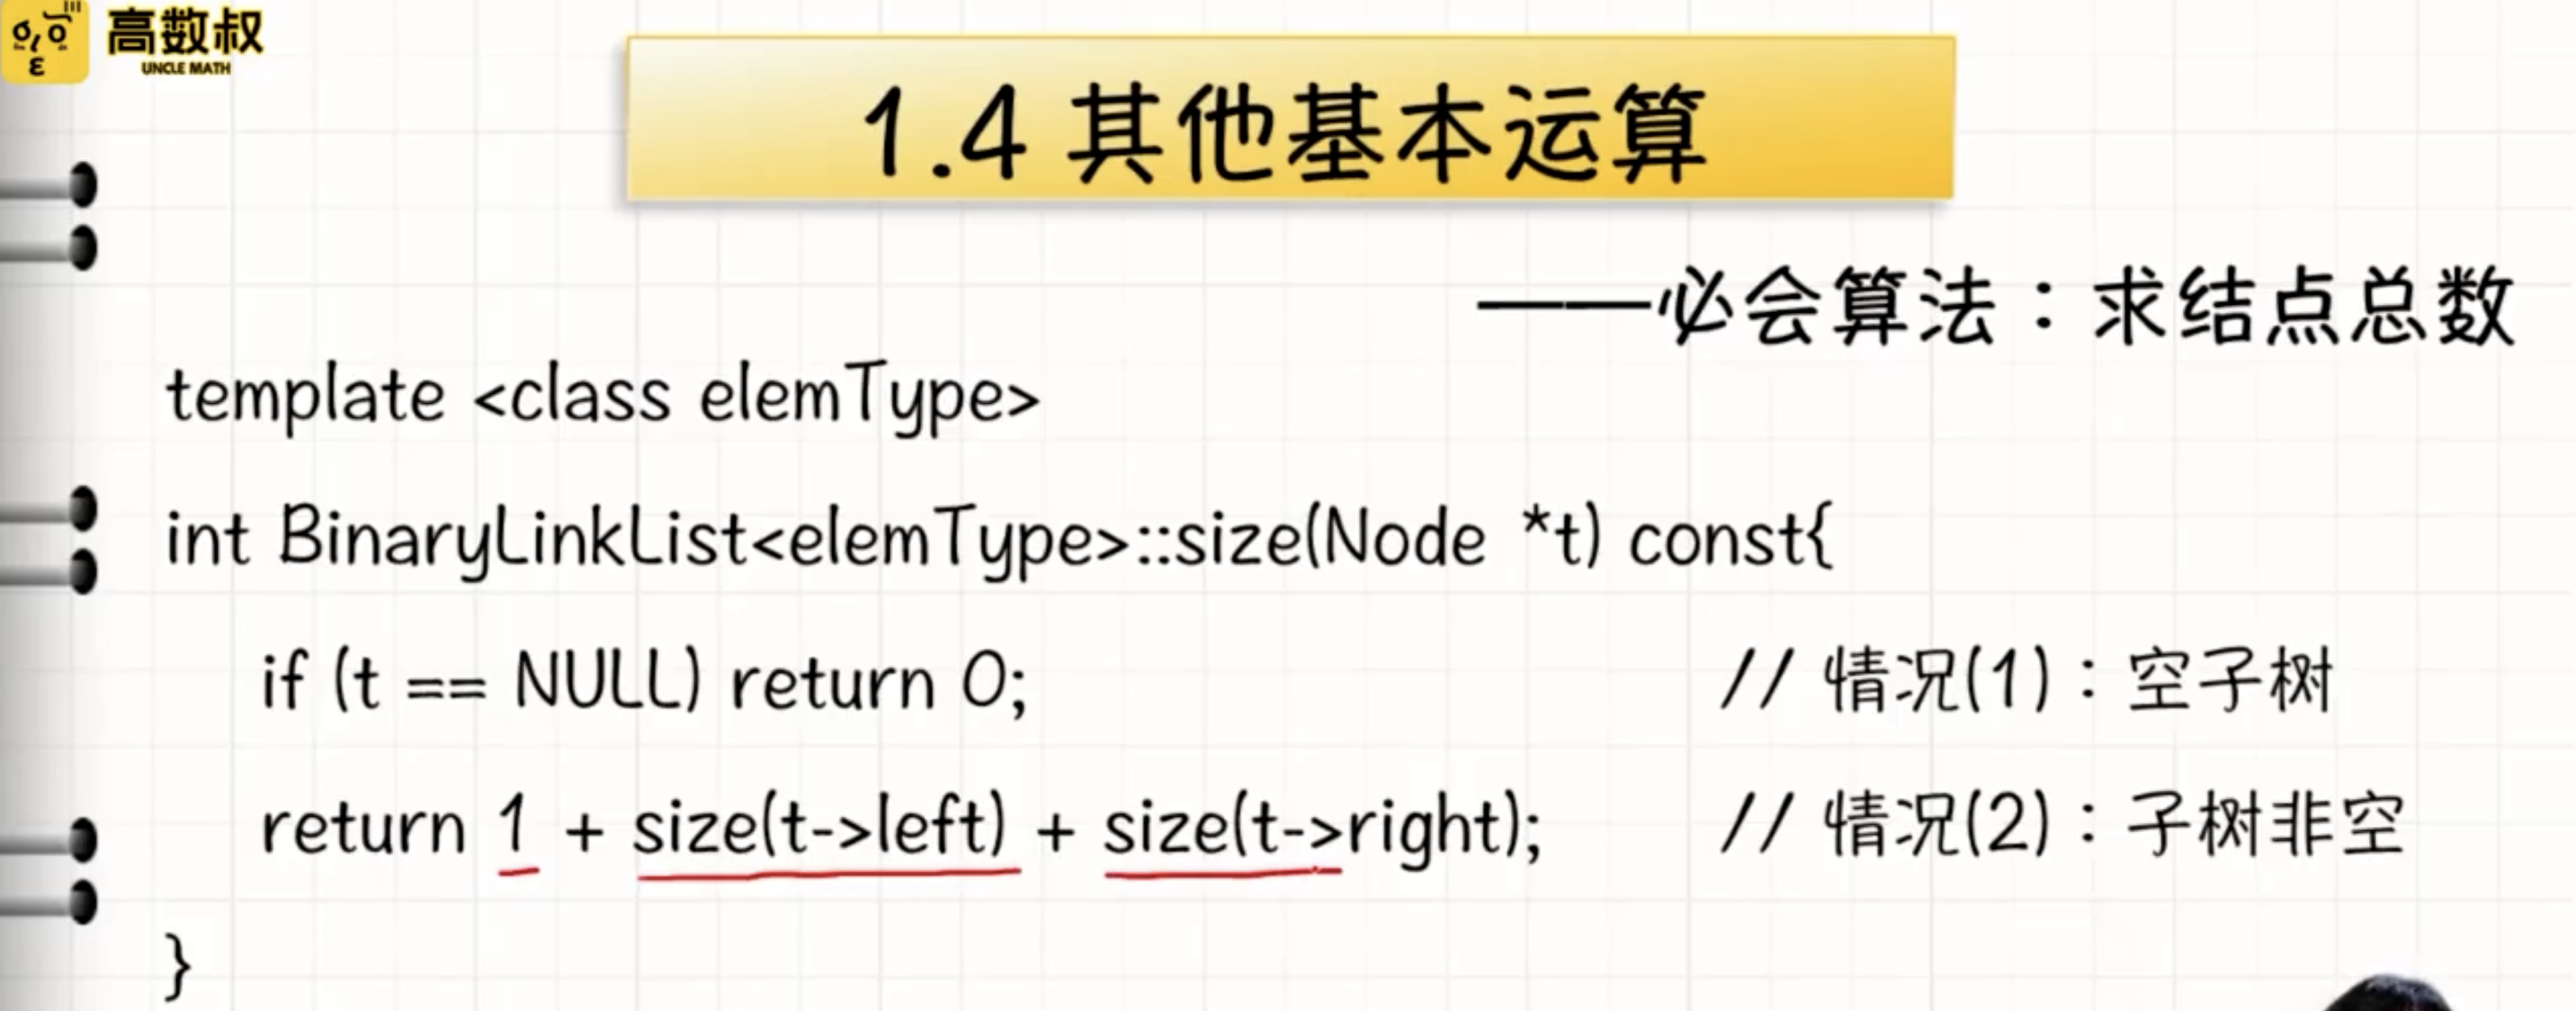 高数叔
UNCLE MATH
1.4 其他基本运算
——必会算法：求结点总数
template <class elemType>
int BinaryLinkList<elemType>::size(Node *t) const{
if (t == NULL) return 0; // 情况(1)：空子树
return 1 + size(t->left) + size(t->right); // 情况(2)：子树非空
}